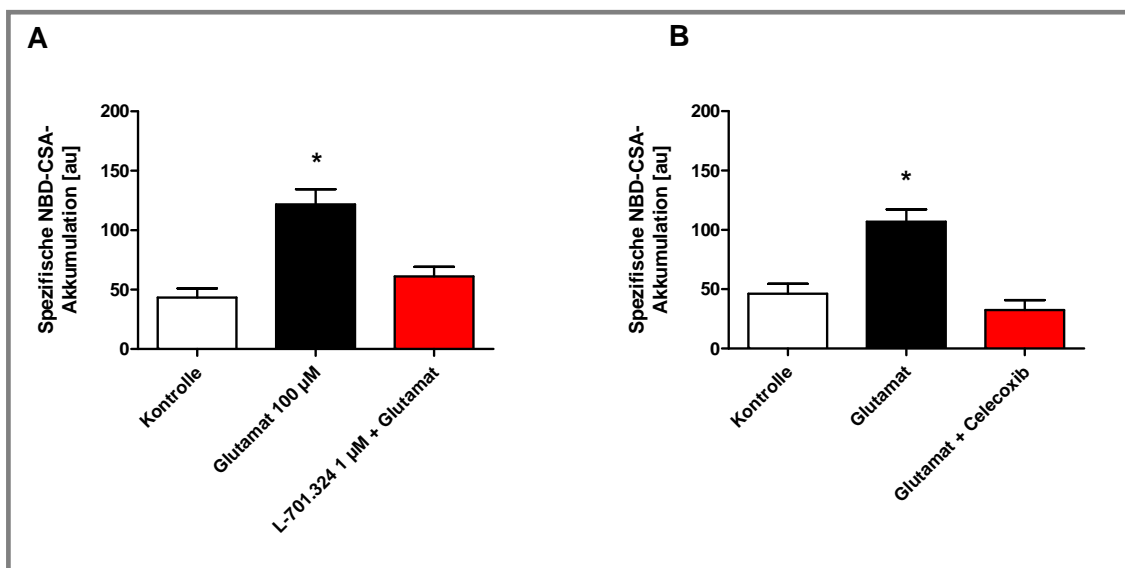 A
Spezifische NBD-CSA-
Akkumulation [au]
200
150
100
50
0
*
Kontrolle
Glutamat 100 µM
L-701.324 1 µM + Glutamat
B
Spezifische NBD-CSA-
Akkumulation [au]
200
150
100
50
0
*
Kontrolle
Glutamat
Glutamat + Celecoxib